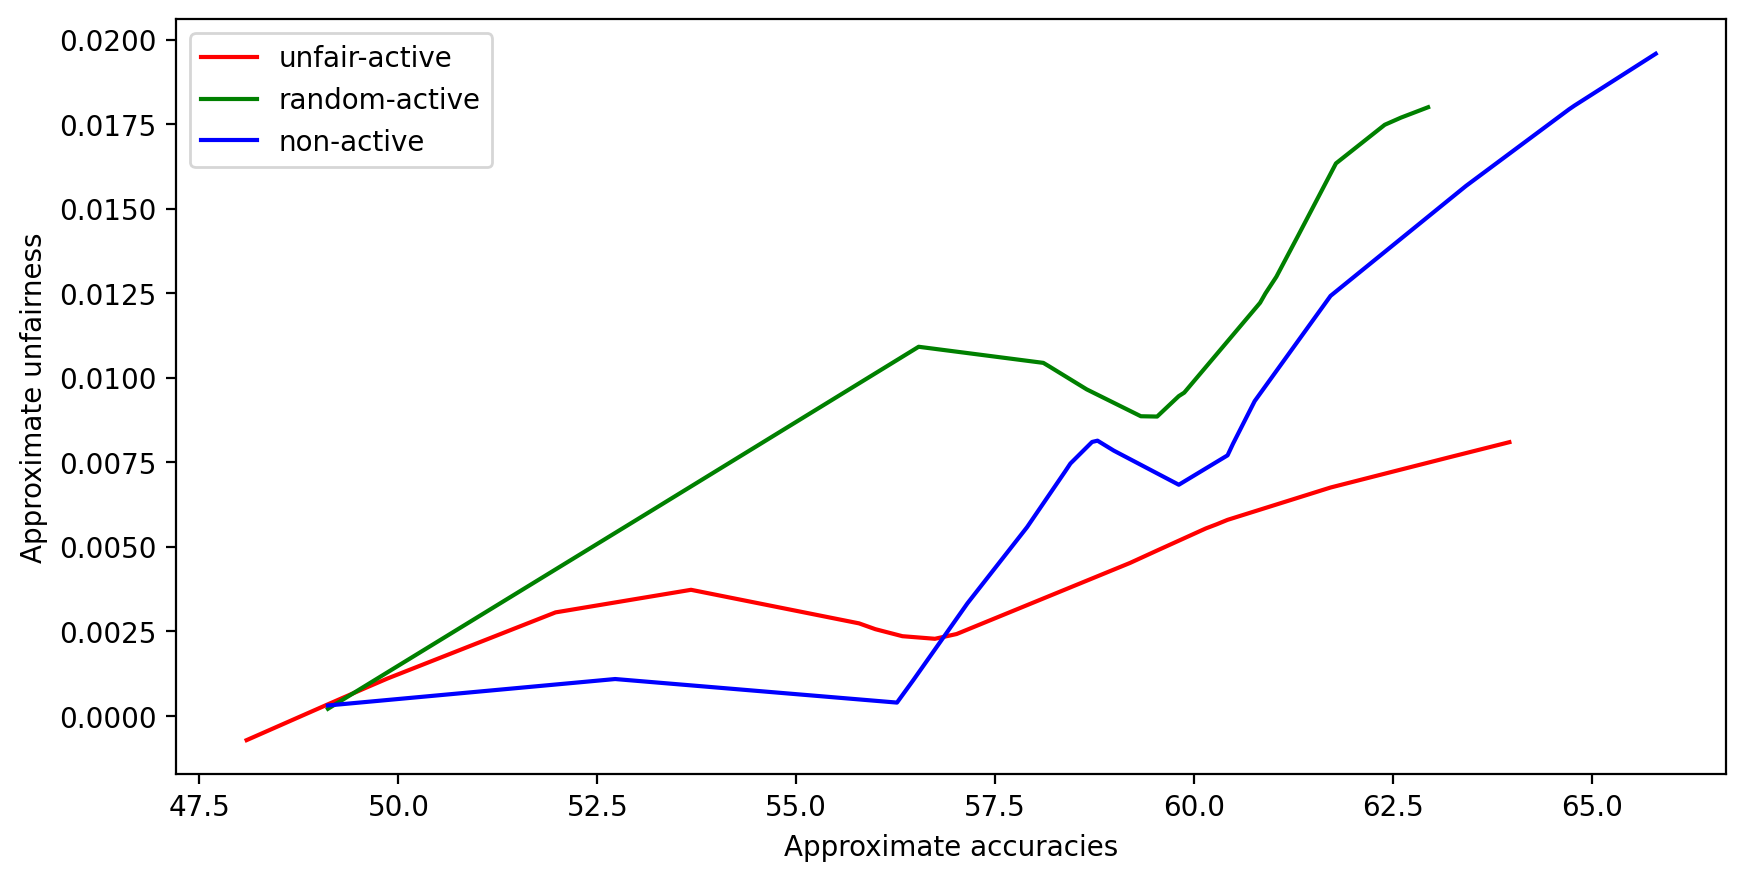 unfair-active
random-active
non-active
0.0200
0.0175
0.0150
0.0125
0.0100
0.0075
0.0050
0.0025
0.0000
Approximate unfairness
47.5 50.0 52.5 55.0 57.5 60.0 62.5 65.0
Approximate accuracies